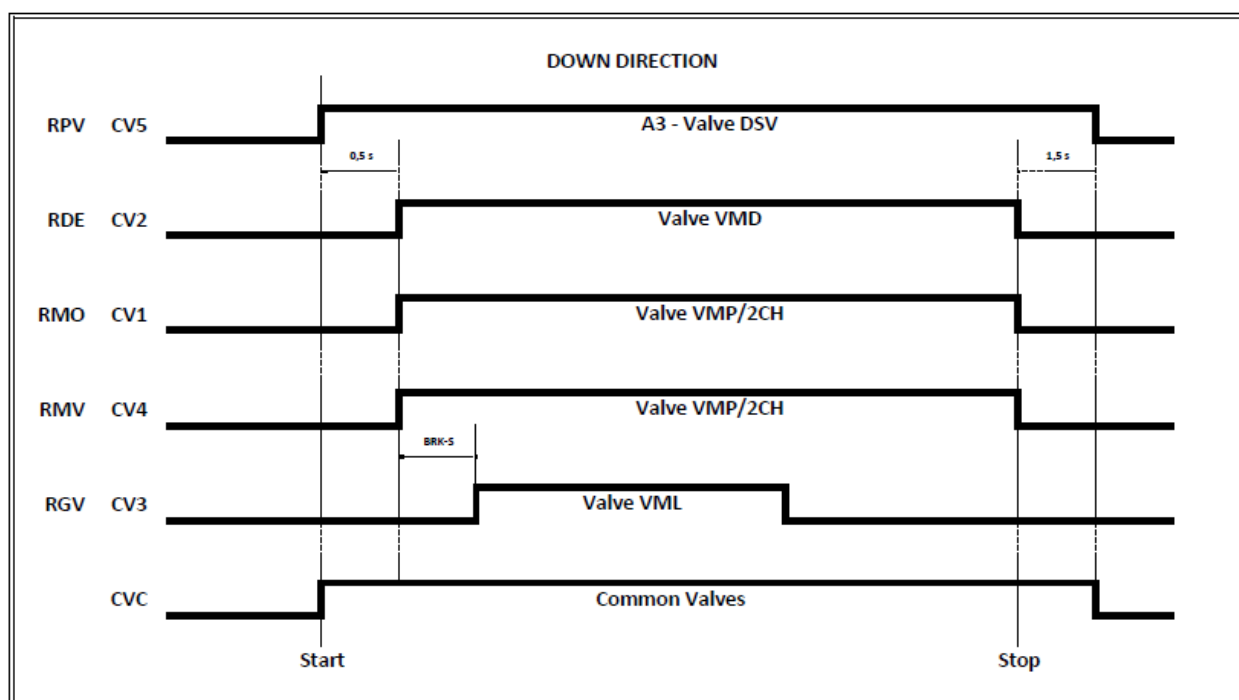 DOWN DIRECTION
RPV CV5 A3 - Valve DSV
0,5 s 1,5 s
RDE CV2 Valve VMD
RMO CV1 Valve VMP/2CH
RMV CV4 Valve VMP/2CH
BRK-S
RGV CV3 Valve VML
CVC Common Valves
Start Stop